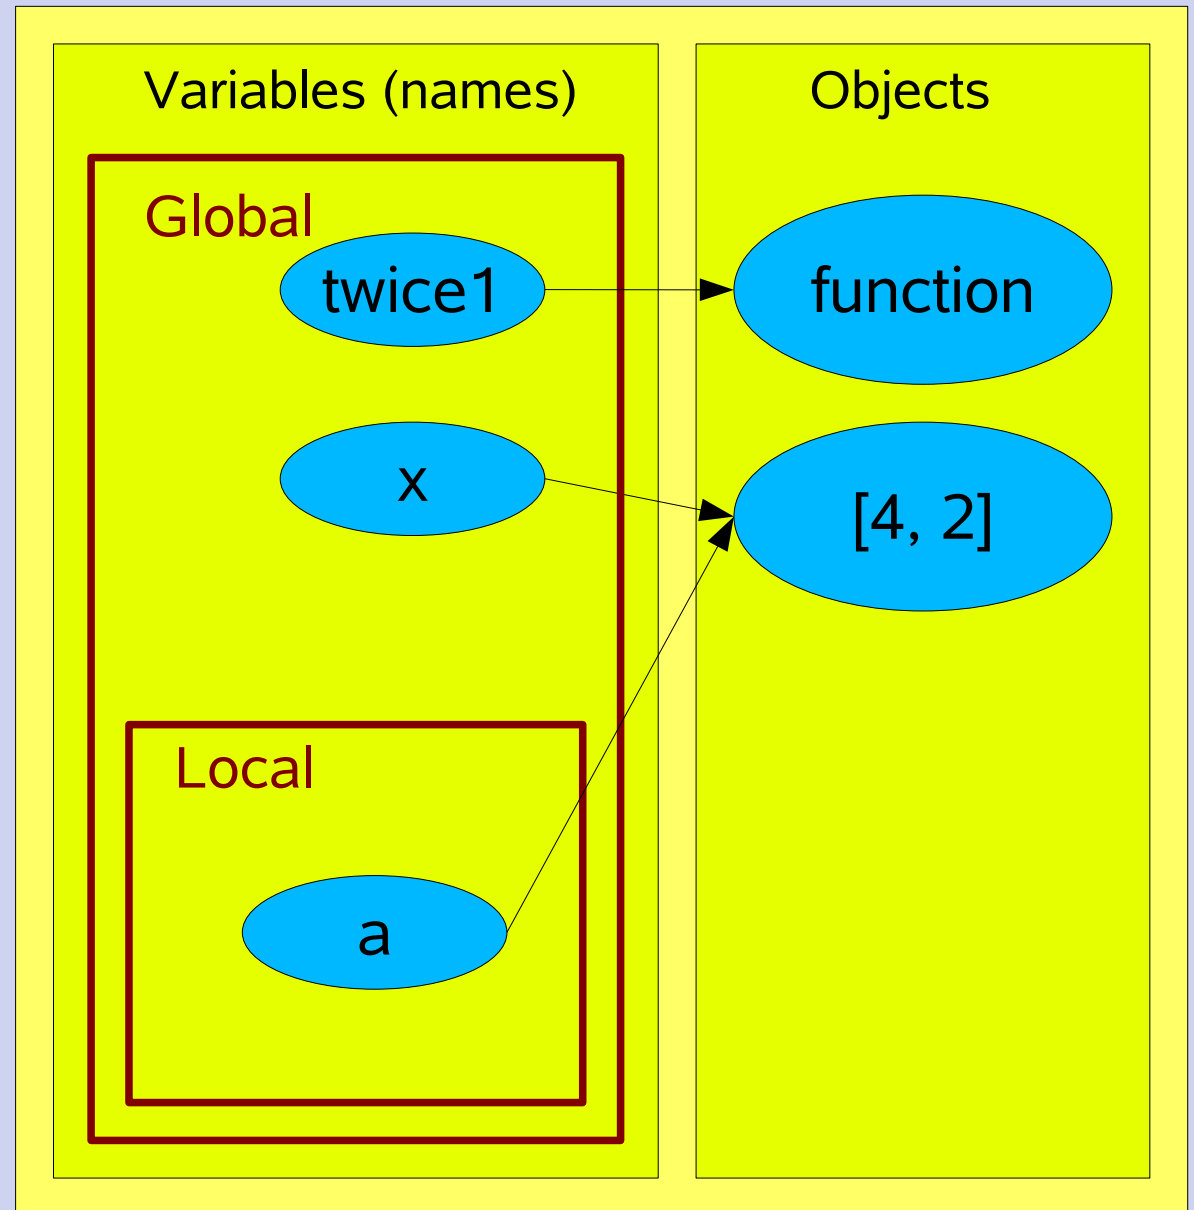 Variables (names)
Objects
Global
twice1
function
x
[4, 2]
Local
a